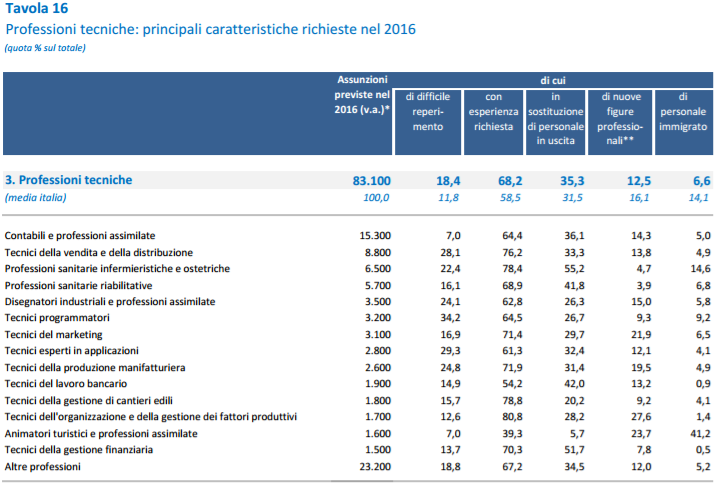 Tavola 16
Professioni tecniche: principali caratteristiche richieste nel 2016
(quota % sul totale)
Assunzioni previste nel 2016 (v.a.)*
di cui
di difficile reperi- mento
con esperienza richiesta
in sostituzione di personale in uscita
di nuove figure professio- nali**
di personale immigrato
3. Professioni tecniche 83.100 18,4 68,2 35,3 12,5 6,6
(media italia) 100,0 11,8 58,5 31,5 16,1 14,1
Contabili e professioni assimilate 15.300 7,0 64,4 36,1 14,3 5,0
Tecnici della vendita e della distribuzione 8.800 28,1 76,2 33,3 13,8 4,9
Professioni sanitarie infermieristiche e ostetriche 6.500 22,4 78,4 55,2 4,7 14,6
Professioni sanitarie riabilitative 5.700 16,1 68,9 41,8 3,9 6,8
Disegnatori industriali e professioni assimilate 3.500 24,1 62,8 26,3 15,0 5,8
Tecnici programmatori 3.200 34,2 64,5 26,7 9,3 9,2
Tecnici del marketing 3.100 16,9 71,4 29,7 21,9 6,5
Tecnici esperti in applicazioni 2.800 29,3 61,3 32,4 12,1 4,1
Tecnici della produzione manifatturiera 2.600 24,8 71,9 31,4 19,5 4,9
Tecnici del lavoro bancario 1.900 14,9 54,2 42,0 13,2 0,9
Tecnici della gestione di cantieri edili 1.800 15,7 78,8 20,2 9,2 4,1
Tecnici dell'organizzazione e della gestione dei fattori produttivi 1.700 12,6 80,8 28,2 27,6 1,4
Animatori turistici e professioni assimilate 1.600 7,0 39,3 5,7 23,7 41,2
Tecnici della gestione finanziaria 1.500 13,7 70,3 51,7 7,8 0,5
Altre professioni 23.200 18,8 67,2 34,5 12,0 5,2